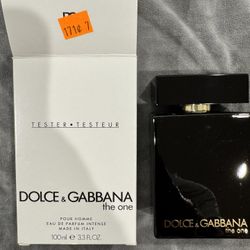 171¢ 7
TESTER • TESTEUR
DOLCE & GABBANA
the one
POUR HOMME
EAU DE PARFUM INTENSE
MADE IN ITALY
100ml ℮ 3.3 FL.OZ.
DOLCE & GABBANA
the one